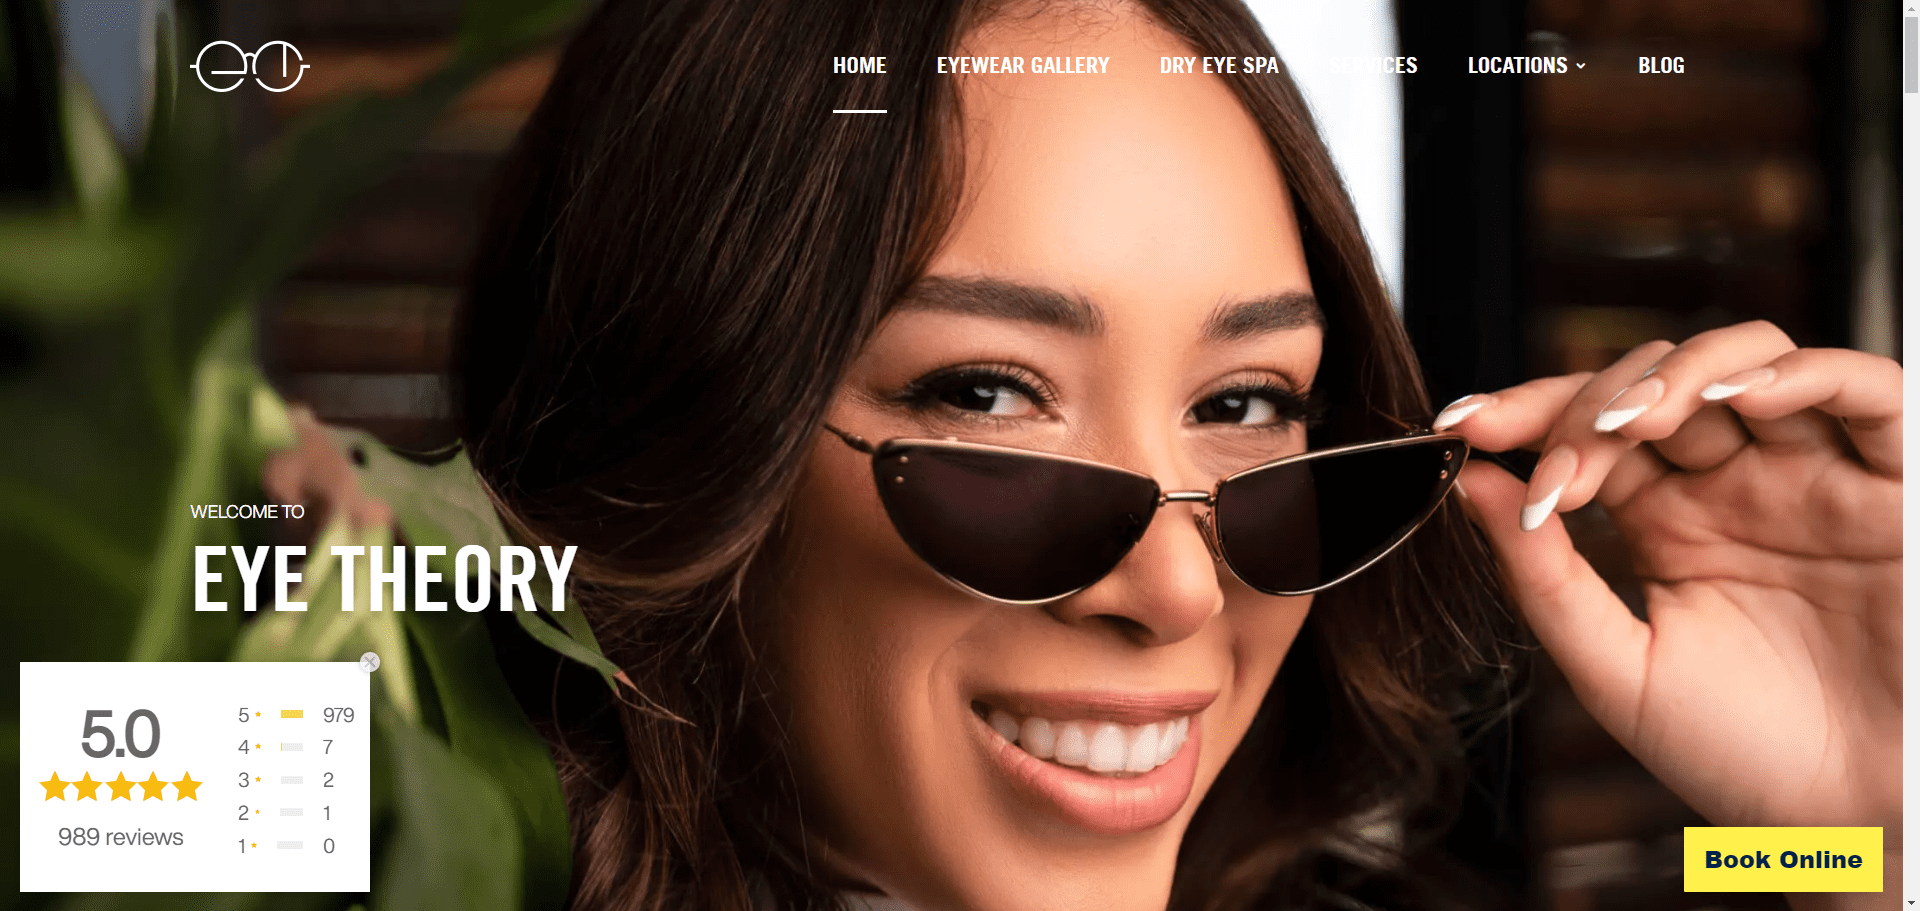 HOME EYEWEAR GALLERY DRY EYE SPA SERVICES LOCATIONS BLOG
WELCOME TO
EYE THEORY
5.0
989 reviews
5 979
4 7
3 2
2 1
1 0
Book Online